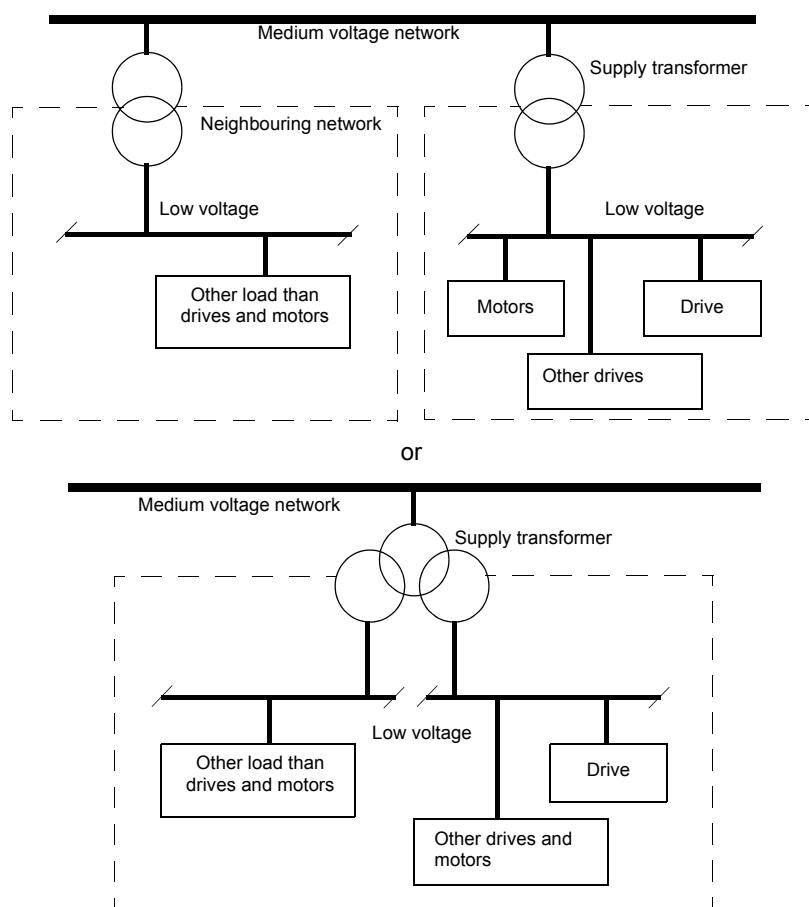 Medium voltage network
Supply transformer
Neighbouring network
Low voltage
Low voltage
Other load than
drives and motors
Motors
Drive
Other drives
or
Medium voltage network
Supply transformer
Low voltage
Other load than
drives and motors
Drive
Other drives and
motors